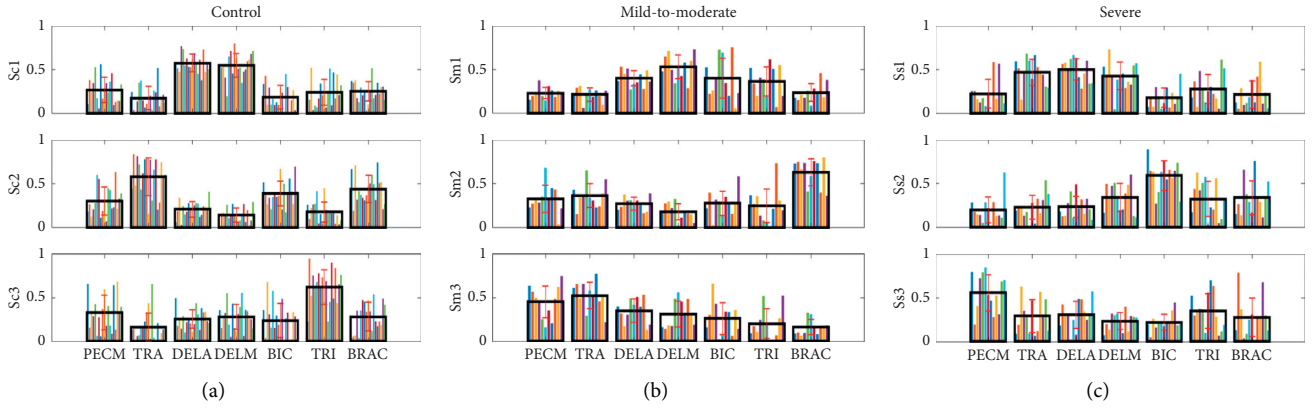 Control
Mild-to-moderate
Severe
Sc1
1
0.5
0
Sm1
1
0.5
0
Ss1
1
0.5
0
Sc2
1
0.5
0
Sm2
1
0.5
0
Ss2
1
0.5
0
Sc3
1
0.5
0
Sm3
1
0.5
0
Ss3
1
0.5
0
PECM TRA DELA DELM BIC TRI BRAC
PECM TRA DELA DELM BIC TRI BRAC
PECM TRA DELA DELM BIC TRI BRAC
(a)
(b)
(c)